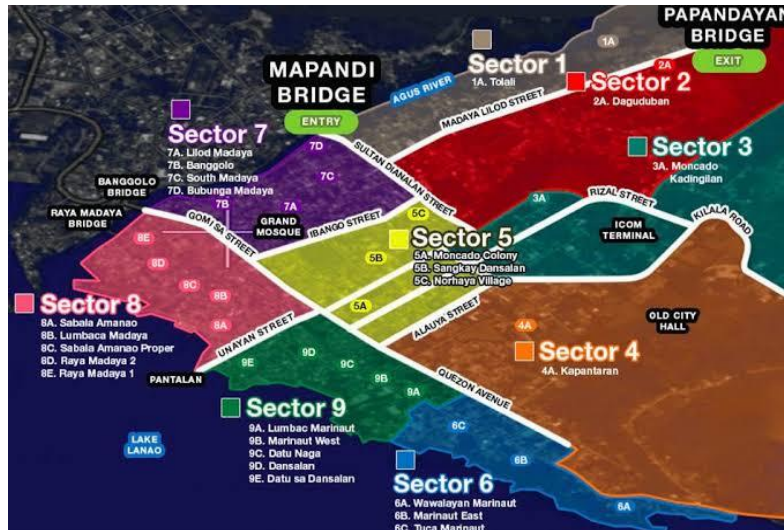 PAPANDAYAN
BRIDGE
EXIT
Sector 1
1A. Tolali
1A
2A
MAPANDI
BRIDGE
ENTRY
AGUS RIVER
Sector 2
2A. Daguduban
MADAYA LILOD STREET
Sector 7
7A. Lilod Madaya
7B. Banggolo
7C. South Madaya
7D. Bubunga Madaya
7D
7C
7B
7A
SULTAN DIANALAN STREET
Sector 3
3A. Moncado
Kadingilan
3A
BANGGOLO
BRIDGE
RAYA MADAYA
BRIDGE
GOMISA STREET
GRAND
MOSQUE
IBANGO STREET
RIZAL STREET
ICOM
TERMINAL
KILALA ROAD
5C
5B
5A
Sector 5
5A. Moncado Colony
5B. Sangkay Dansalan
5C. Norhaya Village
8E
8D
8C
8B
8A
Sector 8
8A. Sabala Amanao
8B. Lumbaca Madaya
8C. Sabala Amanao Proper
8D. Raya Madaya 2
8E. Raya Madaya 1
UNAYAN STREET
ALAUYA STREET
OLD CITY
HALL
4A
Sector 4
4A. Kapantaran
PANTALAN
9E
9D
9C
9B
9A
QUEZON AVENUE
Sector 9
9A. Lumbac Marinaut
9B. Marinaut West
9C. Datu Naga
9D. Dansalan
9E. Datu sa Dansalan
LAKE
LANAO
6C
6B
6A
Sector 6
6A. Wawalayan Marinaut
6B. Marinaut East
6C. Tuca Marinaut